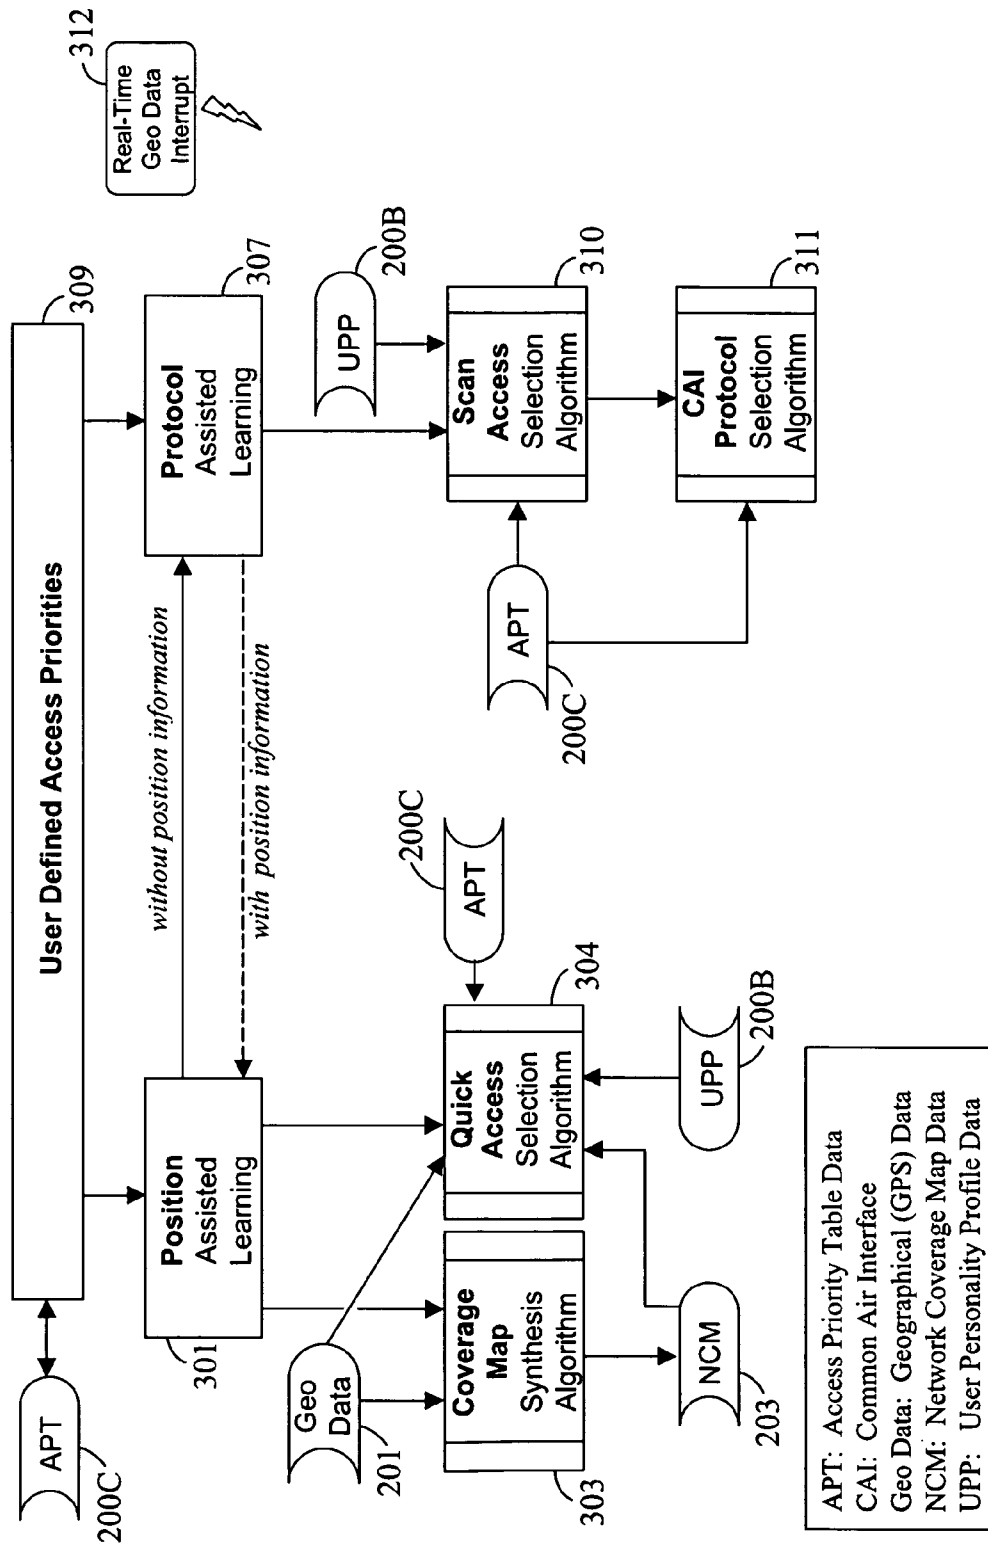 312
Real-Time
Geo Data
Interrupt
309
User Defined Access Priorities
APT
200C
Position
Assisted
Learning
301
without position information
with position information
Protocol
Assisted
Learning
307
Geo
Data
201
UPP
200B
Coverage
Map
Synthesis
Algorithm
303
Quick
Access
Selection
Algorithm
304
APT
200C
APT
200C
Scan
Access
Selection
Algorithm
310
NCM
203
UPP
200B
CAI
Protocol
Selection
Algorithm
311
APT: Access Priority Table Data
CAI: Common Air Interface
Geo Data: Geographical (GPS) Data
NCM: Network Coverage Map Data
UPP: User Personality Profile Data